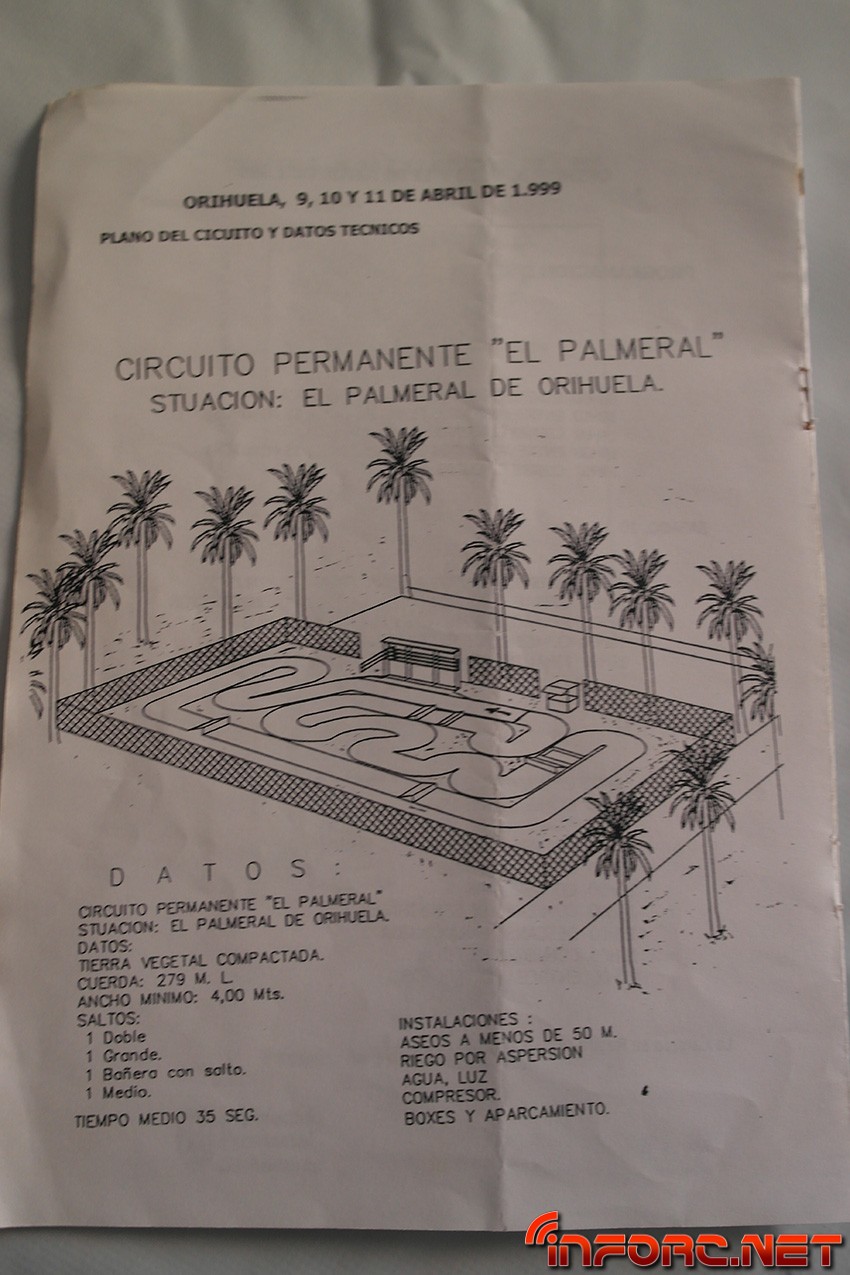 ORIHUELA, 9, 10 Y 11 DE ABRIL DE 1.999
PLANO DEL CICUITO Y DATOS TECNICOS
CIRCUITO PERMANENTE "EL PALMERAL"
STUACION: EL PALMERAL DE ORIHUELA.
D A T O S :
CIRCUITO PERMANENTE "EL PALMERAL"
STUACION: EL PALMERAL DE ORIHUELA.
DATOS:
TIERRA VEGETAL COMPACTADA.
CUERDA: 279 M. L.
ANCHO MINIMO: 4,00 Mts.
SALTOS:
1 Doble
1 Grande.
1 Bañera con salto.
1 Medio.
TIEMPO MEDIO 35 SEG.
INSTALACIONES :
ASEOS A MENOS DE 50 M.
RIEGO POR ASPERSION
AGUA, LUZ
COMPRESOR.
BOXES Y APARCAMIENTO.
INFORC.NET